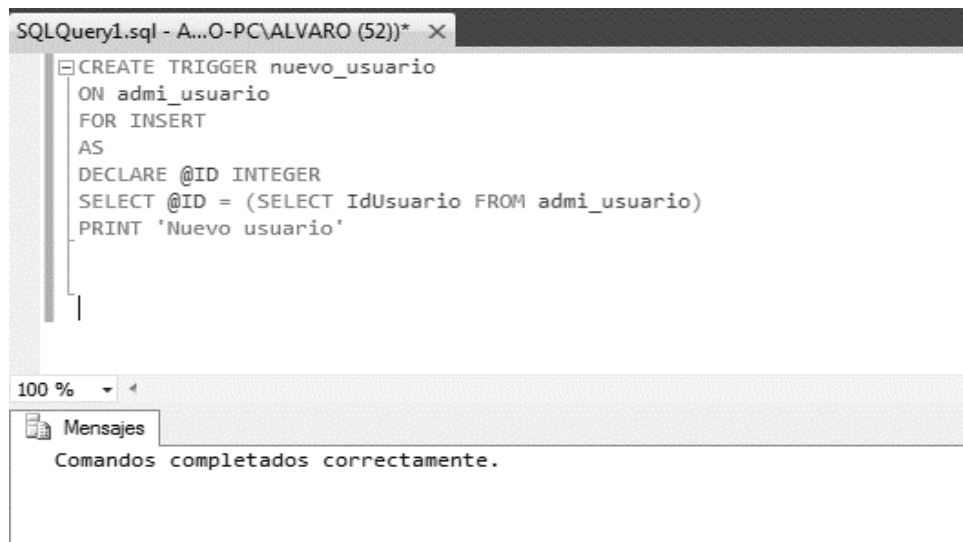 SQLQuery1.sql - A...O-PC\ALVARO (52))* ×
CREATE TRIGGER nuevo_usuario
ON admi_usuario
FOR INSERT
AS
DECLARE @ID INTEGER
SELECT @ID = (SELECT IdUsuario FROM admi_usuario)
PRINT 'Nuevo usuario'
100 %
Mensajes
Comandos completados correctamente.